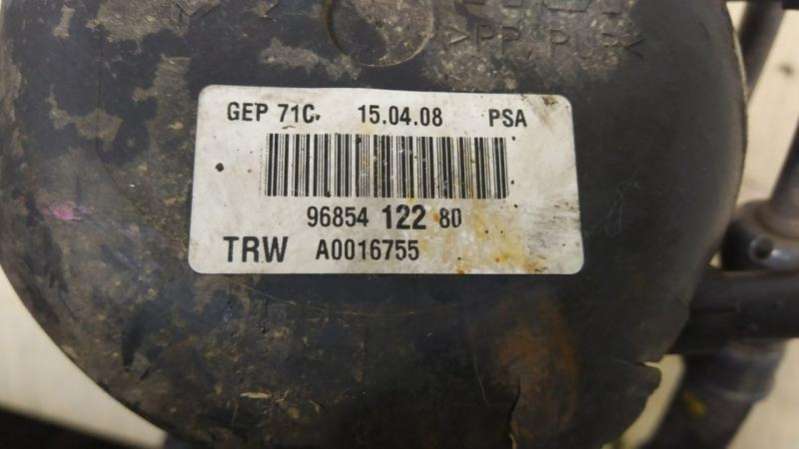 GEP 71C. 15.04.08 PSA
96854 122 80
TRW A0016755